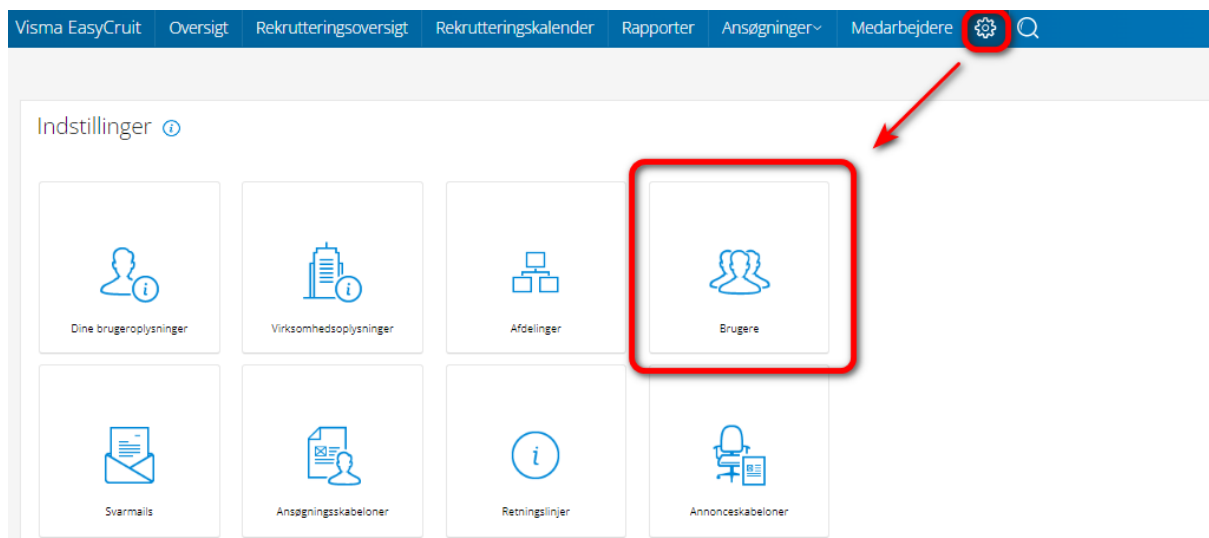 Visma EasyCruit Oversigt Rekrutteringsoversigt Rekrutteringskalender Rapporter Ansøgninger Medarbejdere
Indstillinger i
Dine brugeroplysninger Virksomhedsoplysninger Afdelinger Brugere
Svarmails Ansøgningsskabeloner Retningslinjer Annonceskabeloner